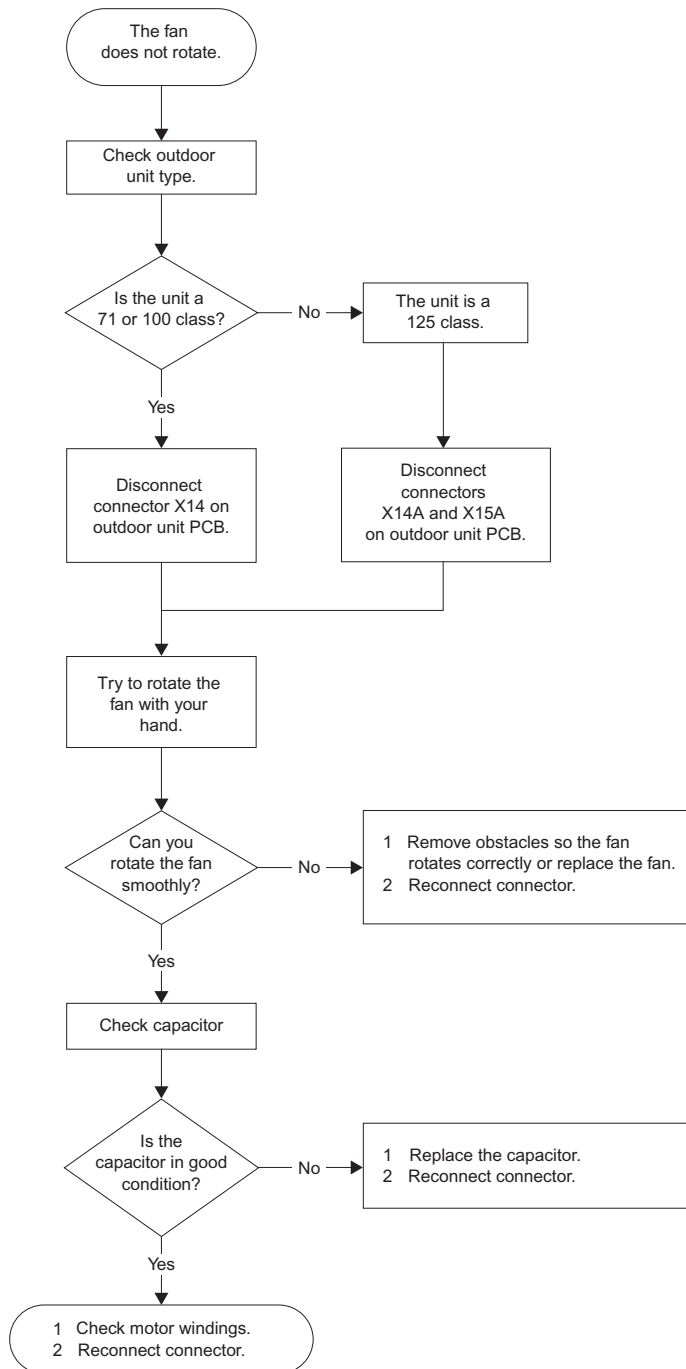 The fan
does not rotate.
Check outdoor
unit type.
Is the unit a
71 or 100 class?
No
The unit is a
125 class.
Yes
Disconnect
connector X14 on
outdoor unit PCB.
Disconnect
connectors
X14A and X15A
on outdoor unit PCB.
Try to rotate the
fan with your
hand.
Can you
rotate the fan
smoothly?
No
1 Remove obstacles so the fan
rotates correctly or replace the fan.
2 Reconnect connector.
Yes
Check capacitor
Is the
capacitor in good
condition?
No
1 Replace the capacitor.
2 Reconnect connector.
Yes
1 Check motor windings.
2 Reconnect connector.